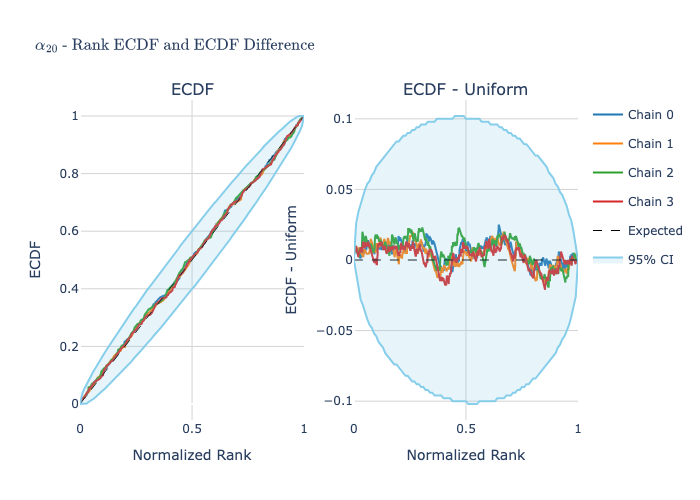 α₂₀ - Rank ECDF and ECDF Difference
ECDF
ECDF - Uniform
1
0.8
0.6
0.4
0.2
0
0
0.5
1
ECDF
Normalized Rank
0.1
0.05
0
−0.05
−0.1
0
0.5
1
ECDF - Uniform
Normalized Rank
Chain 0
Chain 1
Chain 2
Chain 3
Expected
95% CI